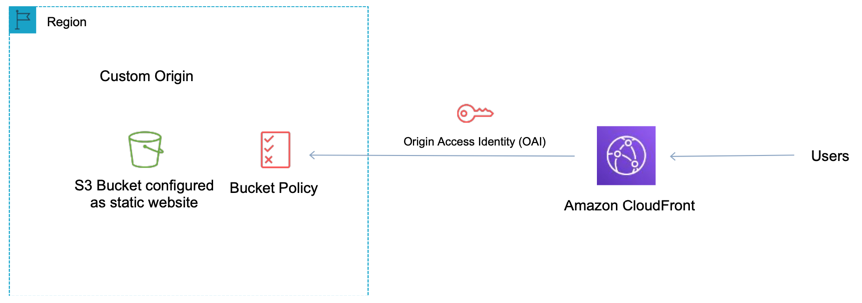 Region
Custom Origin
S3 Bucket configured
as static website
Bucket Policy
Origin Access Identity (OAI)
Amazon CloudFront
Users